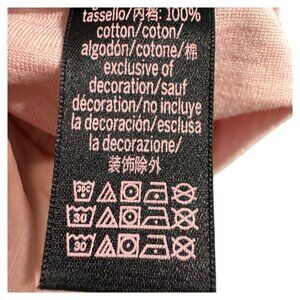 tassello/内裆: 100%
cotton/coton/
algodón/cotone/棉
exclusive of
decoration/sauf
décoration/no incluye
la decoración/esclusa
la decorazione/
装饰除外
30
30